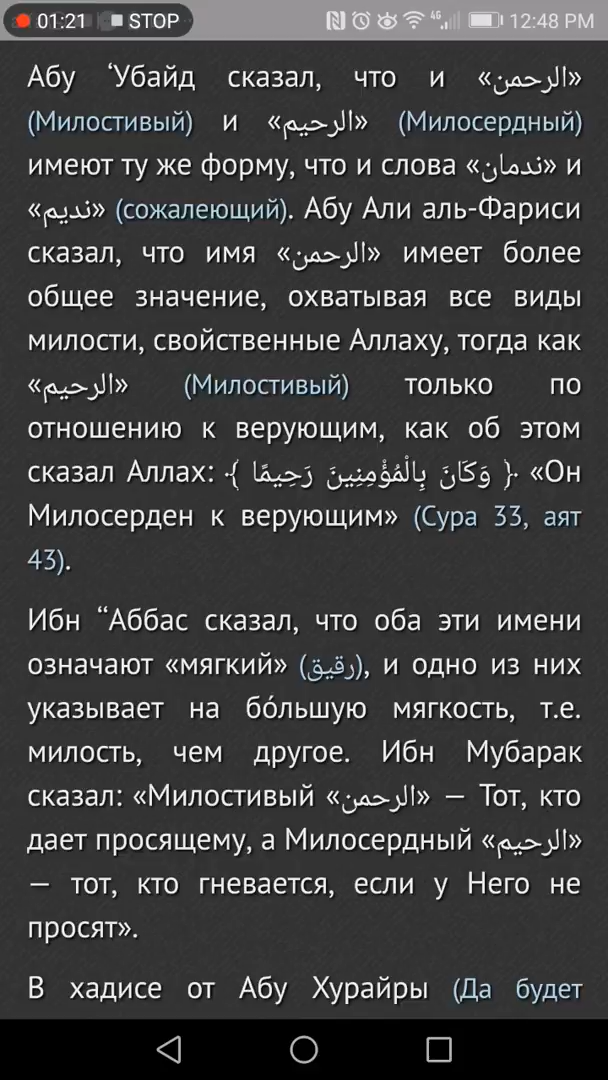 01:21 STOP 4G 12:48 PM
Абу ‘Убайд сказал, что и «الرحمن»
(Милостивый) и «الرحيم» (Милосердный)
имеют ту же форму, что и слова «ندمان» и
«نديم» (сожалеющий). Абу Али аль-Фариси
сказал, что имя «الرحمن» имеет более
общее значение, охватывая все виды
милости, свойственные Аллаху, тогда как
«الرحيم» (Милостивый) только по
отношению к верующим, как об этом
сказал Аллах: ﴿ وَكَانَ بِالْمُؤْمِنِينَ رَحِيمًا ﴾ «Он
Милосерден к верующим» (Сура 33, аят
43).
Ибн “Аббас сказал, что оба эти имени
означают «мягкий» (رقيق), и одно из них
указывает на бо́льшую мягкость, т.е.
милость, чем другое. Ибн Мубарак
сказал: «Милостивый «الرحمن» — Тот, кто
дает просящему, а Милосердный «الرحيم»
— тот, кто гневается, если у Него не
просят».
В хадисе от Абу Хурайры (Да будет